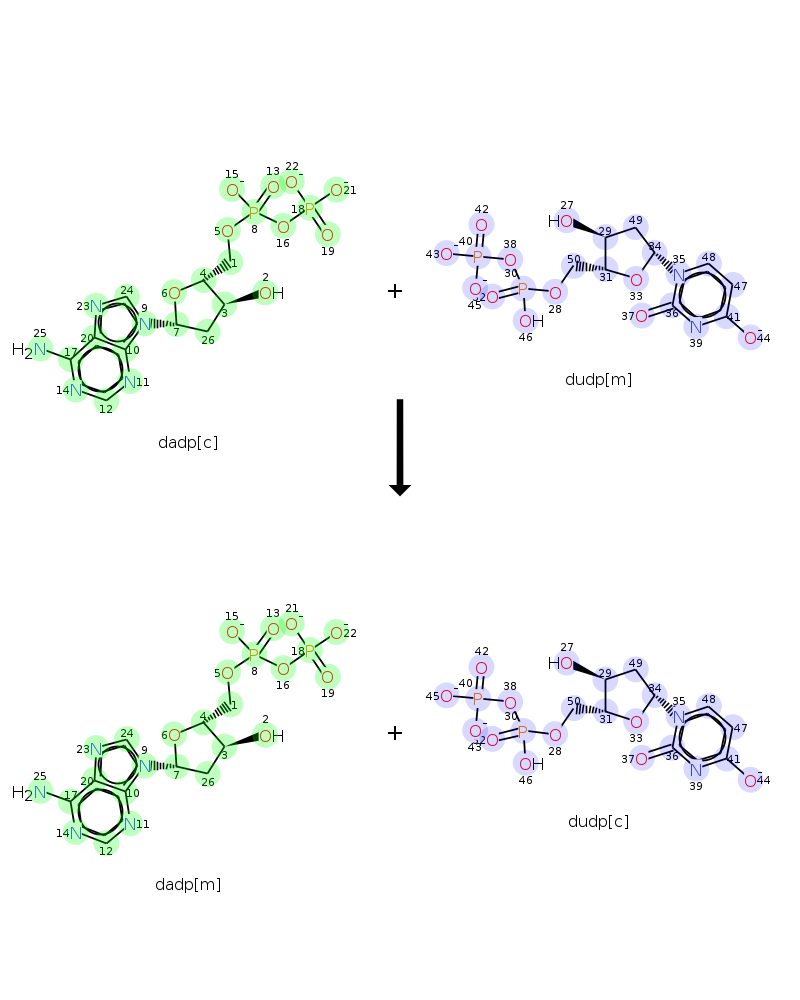 22
15 - 13 -
O O O O - 21
27
18
P P
8 42
HO 49
5 O O O O
16 19
29
43 O - 40 38 34
P O 50 35 48
30
1
4 2
31 O N
33
24 6 O OH 45 O - O P O 28 47
23 N 9 3
37 O 36 41
25 N 7 26 46 OH N 39
H2N 20 10 O - 44
17
14 N N 11
12
+
dudp[m]
dadp[c]
15 - 13 21 -
O O O O - 22
18
P P
8
27 HO 49
5 O O O
16 19
42 O 29
45 O - 40 38 34
P O 50 35 48
30
1
4 2
31 O N
33
24 6 O OH 43 O - O P O 28 47
23 N 9 3
37 O 36 41
25 N 7 26 46 OH N 39
H2N 20 10 O - 44
17
14 N N 11
12
+
dudp[c]
dadp[m]